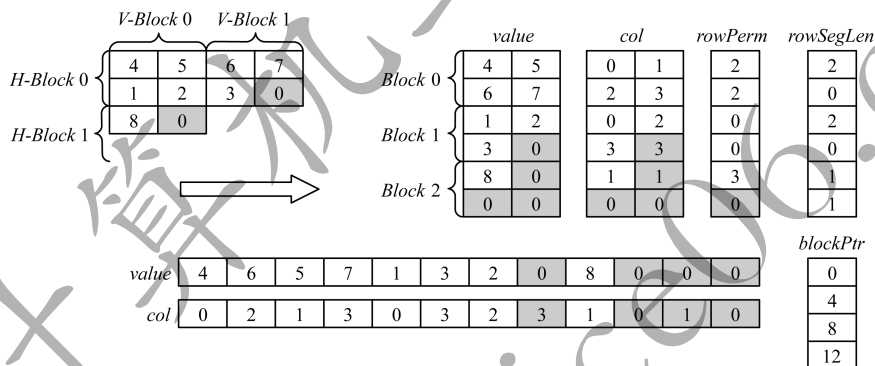 V-Block 0 V-Block 1
H-Block 0
4 5 6 7
1 2 3 0
H-Block 1
8 0
value col rowPerm rowSegLen
Block 0
4 5 0 1 2 2
6 7 2 3 2 0
Block 1
1 2 0 2 0 2
3 0 3 3 0 0
Block 2
8 0 1 1 3 1
0 0 0 0 0 1
blockPtr
0
4
8
12
value 4 6 5 7 1 3 2 0 8 0 0 0
col 0 2 1 3 0 3 2 3 1 0 1 0
计算机